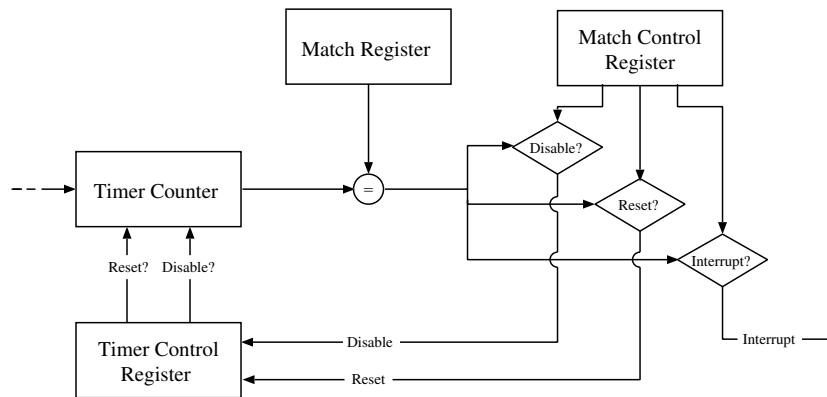 Match Register
Match Control
Register
Disable?
Timer Counter
=
Reset?
Reset?
Disable?
Interrupt?
Timer Control
Register
Disable
Interrupt
Reset